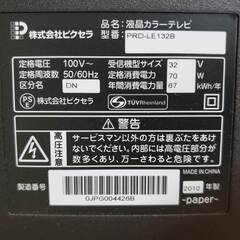 株式会社ピクセラ
品名：液晶カラーテレビ
型番：PRD-LE132B
定格電圧 100V～
受信機型サイズ 32 V
定格周波数 50/60Hz
定格消費電力 70 W
区分名 DN
年間消費電力量 67 kWh/年
PS E
株式会社ピクセラ
TÜVRheinland
警告
サービスマン以外の方は裏ぶたをあけないでください。
内部には高電圧部分が数多くあり、万一さわると危険です。
MADE IN CHINA
製造番号
0JPG004426B
2010 年製
~paper~